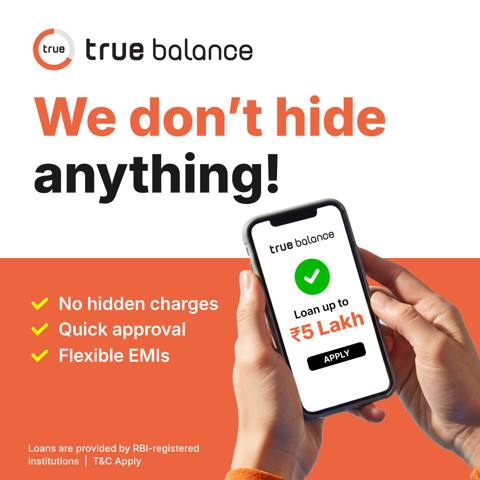 true
true balance
We don’t hide
anything!
true balance
Loan up to
₹5 Lakh
APPLY
No hidden charges
Quick approval
Flexible EMIs
Loans are provided by RBI-registered
institutions | T&C Apply